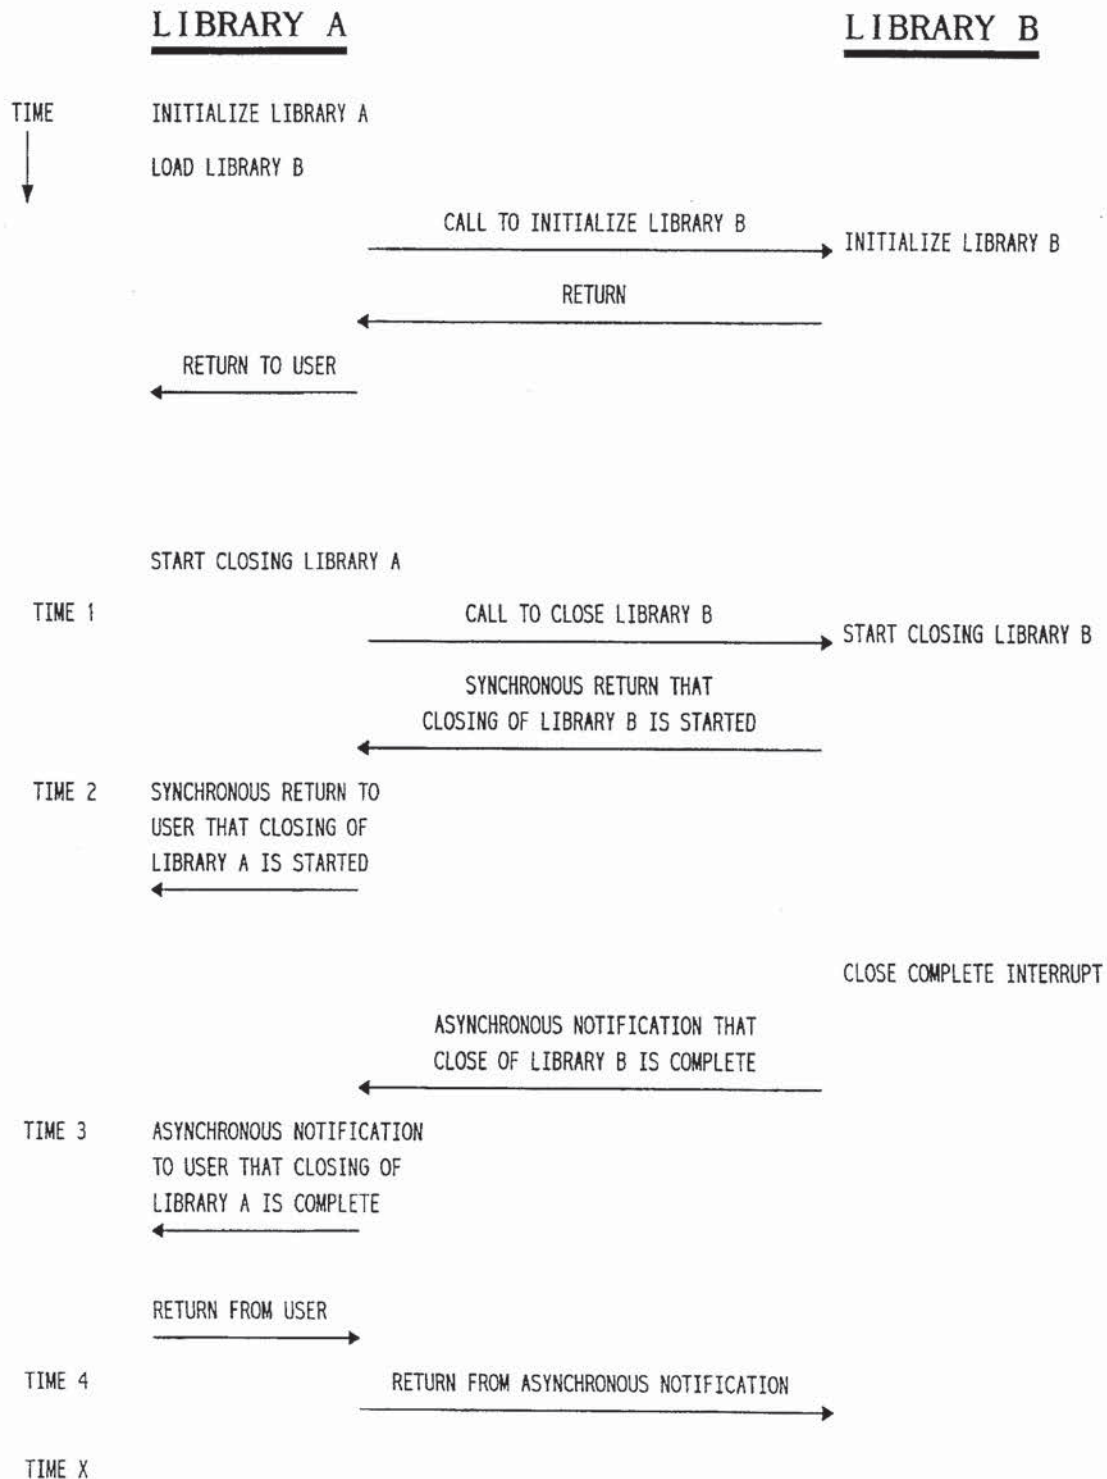 LIBRARY A
LIBRARY B
TIME
INITIALIZE LIBRARY A
LOAD LIBRARY B
CALL TO INITIALIZE LIBRARY B
INITIALIZE LIBRARY B
RETURN
RETURN TO USER
START CLOSING LIBRARY A
TIME 1
CALL TO CLOSE LIBRARY B
START CLOSING LIBRARY B
SYNCHRONOUS RETURN THAT
CLOSING OF LIBRARY B IS STARTED
TIME 2
SYNCHRONOUS RETURN TO
USER THAT CLOSING OF
LIBRARY A IS STARTED
CLOSE COMPLETE INTERRUPT
ASYNCHRONOUS NOTIFICATION THAT
CLOSE OF LIBRARY B IS COMPLETE
TIME 3
ASYNCHRONOUS NOTIFICATION
TO USER THAT CLOSING OF
LIBRARY A IS COMPLETE
RETURN FROM USER
TIME 4
RETURN FROM ASYNCHRONOUS NOTIFICATION
TIME X